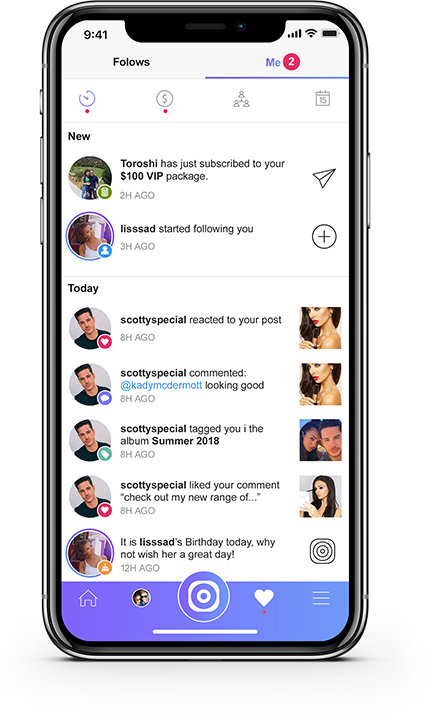 9:41
Folows
Me 2
15
New
Toroshi has just subscribed to your
$100 VIP package.
2H AGO
lisssad started following you
3H AGO
Today
scottyspecial reacted to your post
8H AGO
scottyspecial commented:
@kadymcdermott looking good
8H AGO
scottyspecial tagged you i the
album Summer 2018
8H AGO
scottyspecial liked your comment
“check out my new range of...”
8H AGO
It is lisssad’s Birthday today, why
not wish her a great day!
12H AGO